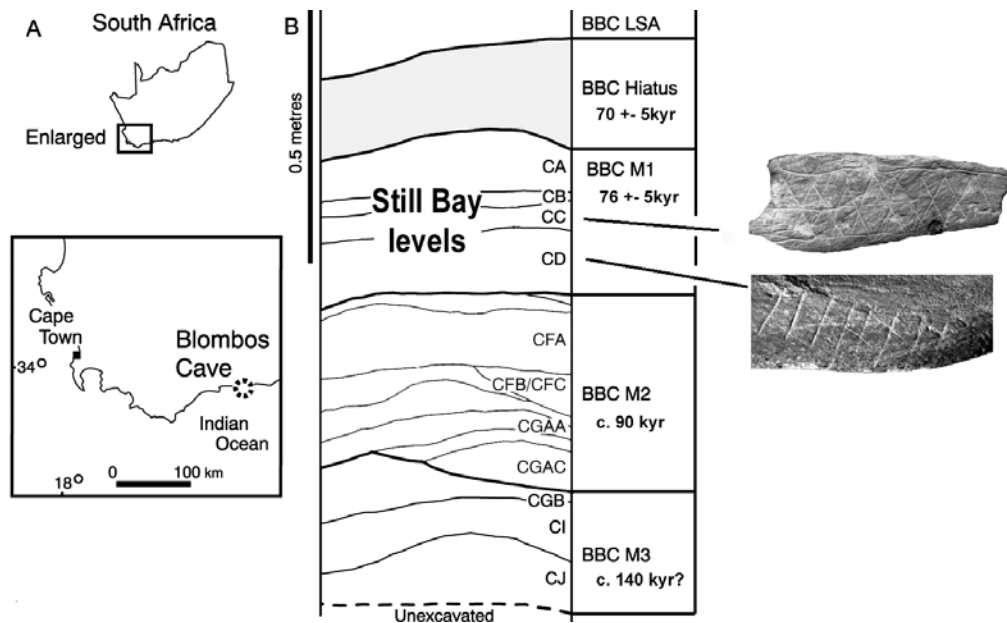 A
South Africa
Enlarged
Cape
Town
Blombos
Cave
34°
Indian
Ocean
0 100 km
18°
B
0.5 metres
BBC LSA
BBC Hiatus
70 +- 5kyr
CA
BBC M1
76 +- 5kyr
CB
CC
Still Bay
levels
CD
CFA
CFB/CFC
BBC M2
c. 90 kyr
CGAA
CGAC
CGB
CI
BBC M3
c. 140 kyr?
CJ
Unexcavated